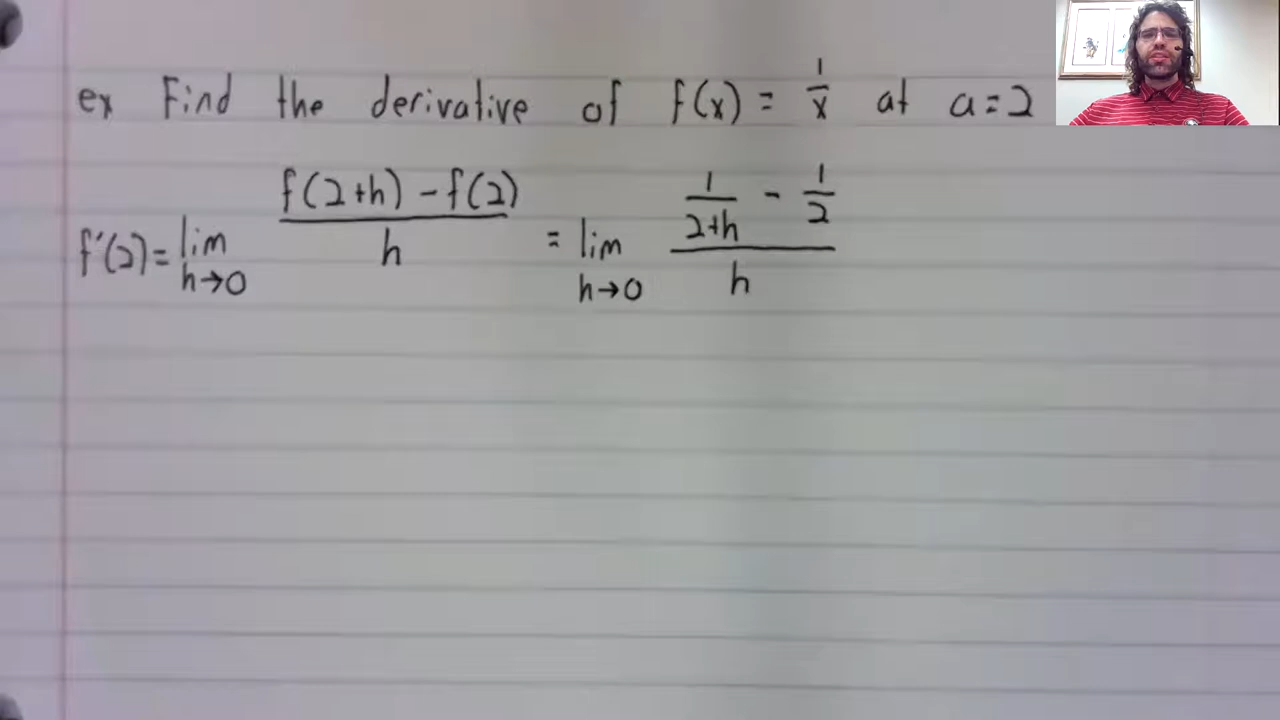 ex Find the derivative of f(x) = 1/x at a=2
f'(2) = lim h→0 (f(2+h) - f(2))/h = lim h→0 (1/(2+h) - 1/2)/h